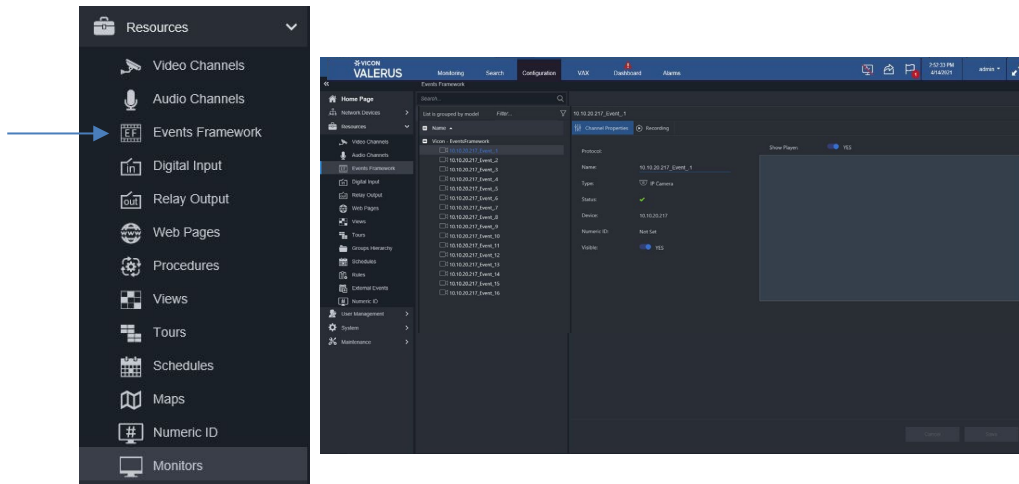 Resources
Video Channels
Audio Channels
EF Events Framework
in Digital Input
out Relay Output
www Web Pages
Procedures
Views
Tours
Schedules
Maps
# Numeric ID
Monitors
VICON
VALERUS
Monitoring Search Configuration VAX Dashboard Alarms
2:52:33 PM
4/14/2021
admin
Events Framework
Home Page
Network Devices
Resources
Video Channels
Audio Channels
Events Framework
Digital Input
Relay Output
Web Pages
Views
Tours
Groups Hierarchy
Schedules
Rules
External Events
# Numeric ID
User Management
System
Maintenance
Search...
List is grouped by model Filter...
Name
Vicon - EventsFramework
10.10.20.217_Event_1
10.10.20.217_Event_2
10.10.20.217_Event_3
10.10.20.217_Event_4
10.10.20.217_Event_5
10.10.20.217_Event_6
10.10.20.217_Event_7
10.10.20.217_Event_8
10.10.20.217_Event_9
10.10.20.217_Event_10
10.10.20.217_Event_11
10.10.20.217_Event_12
10.10.20.217_Event_13
10.10.20.217_Event_14
10.10.20.217_Event_15
10.10.20.217_Event_16
10.10.20.217_Event_1
Channel Properties Recording
Protocol:
Name: 10.10.20.217_Event_1
Type: IP Camera
Status:
Device: 10.10.20.217
Numeric ID: Not Set
Visible: YES
Show Player: YES
Cancel Save